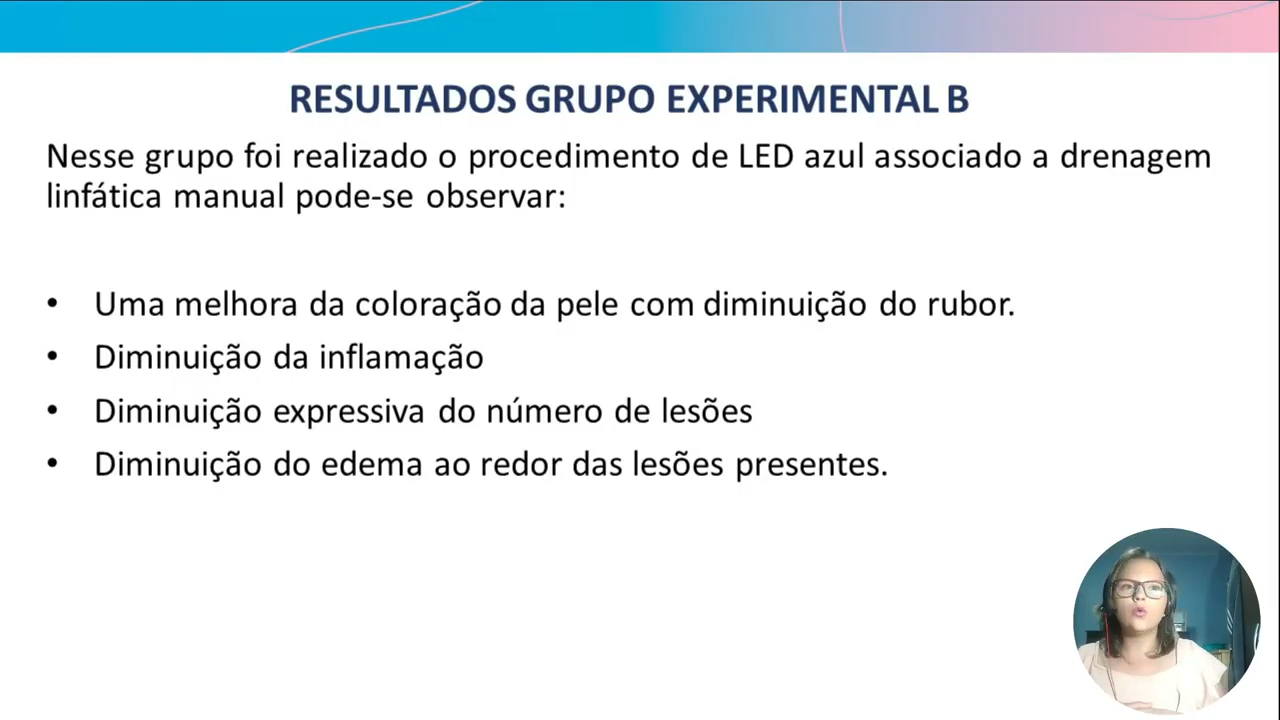 RESULTADOS GRUPO EXPERIMENTAL B
Nesse grupo foi realizado o procedimento de LED azul associado a drenagem
linfática manual pode-se observar:
• Uma melhora da coloração da pele com diminuição do rubor.
• Diminuição da inflamação
• Diminuição expressiva do número de lesões
• Diminuição do edema ao redor das lesões presentes.